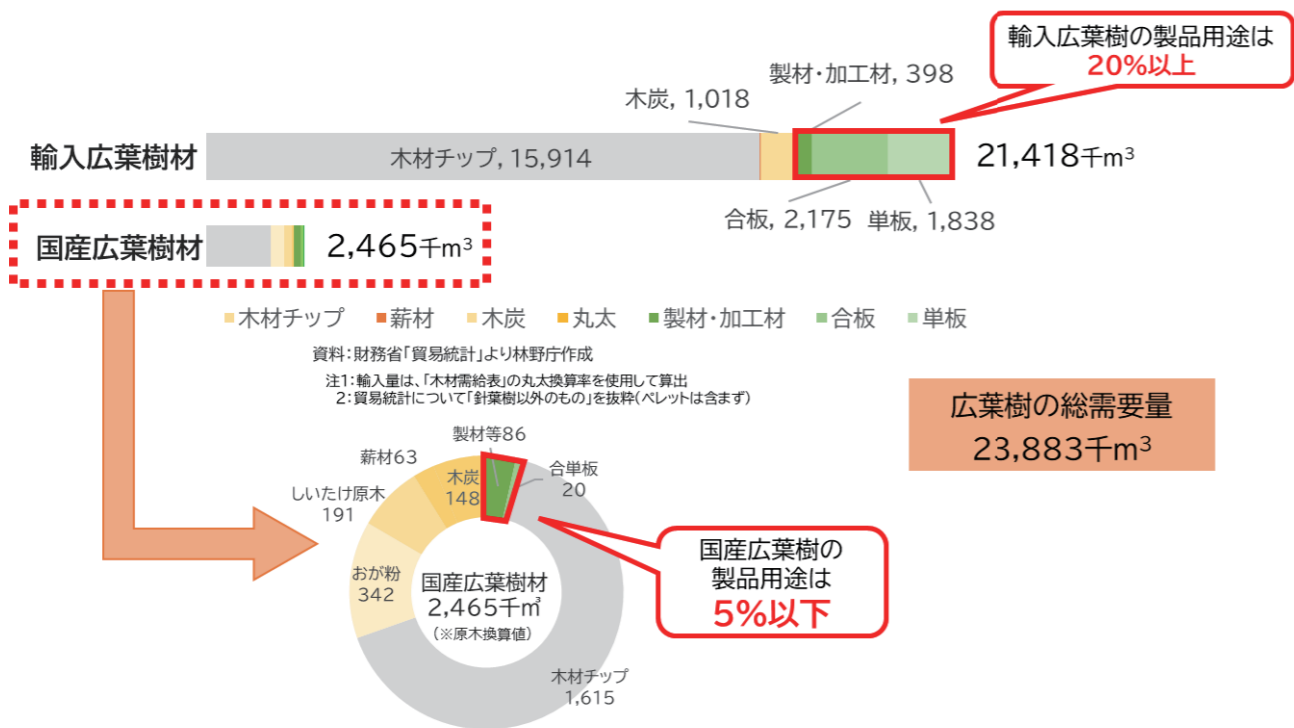 輸入広葉樹の製品用途は
20%以上
製材・加工材, 398
木炭, 1,018
輸入広葉樹材
木材チップ, 15,914
21,418千m³
合板, 2,175
単板, 1,838
国産広葉樹材
2,465千m³
木材チップ
薪材
木炭
丸太
製材・加工材
合板
単板
資料:財務省「貿易統計」より林野庁作成
注1:輸入量は、「木材需給表」の丸太換算率を使用して算出
2:貿易統計について「針葉樹以外のもの」を抜粋(ペレットは含まず)
広葉樹の総需要量
23,883千m³
製材等86
薪材63
合単板
20
木炭
148
しいたけ原木
191
おが粉
342
国産広葉樹材
2,465千㎥
(※原木換算値)
国産広葉樹の
製品用途は
5%以下
木材チップ
1,615